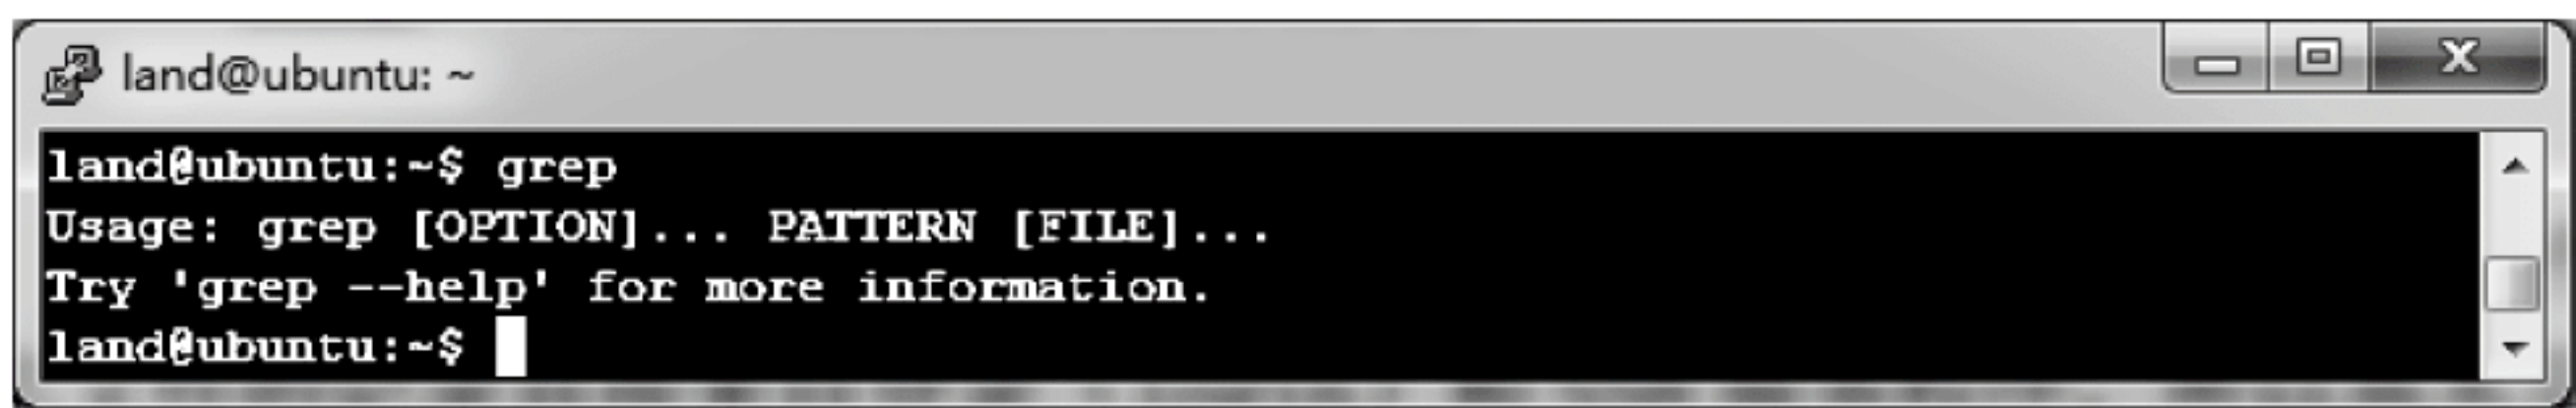 land@ubuntu: ~
land@ubuntu:~$ grep
Usage: grep [OPTION]... PATTERN [FILE]...
Try 'grep --help' for more information.
land@ubuntu:~$